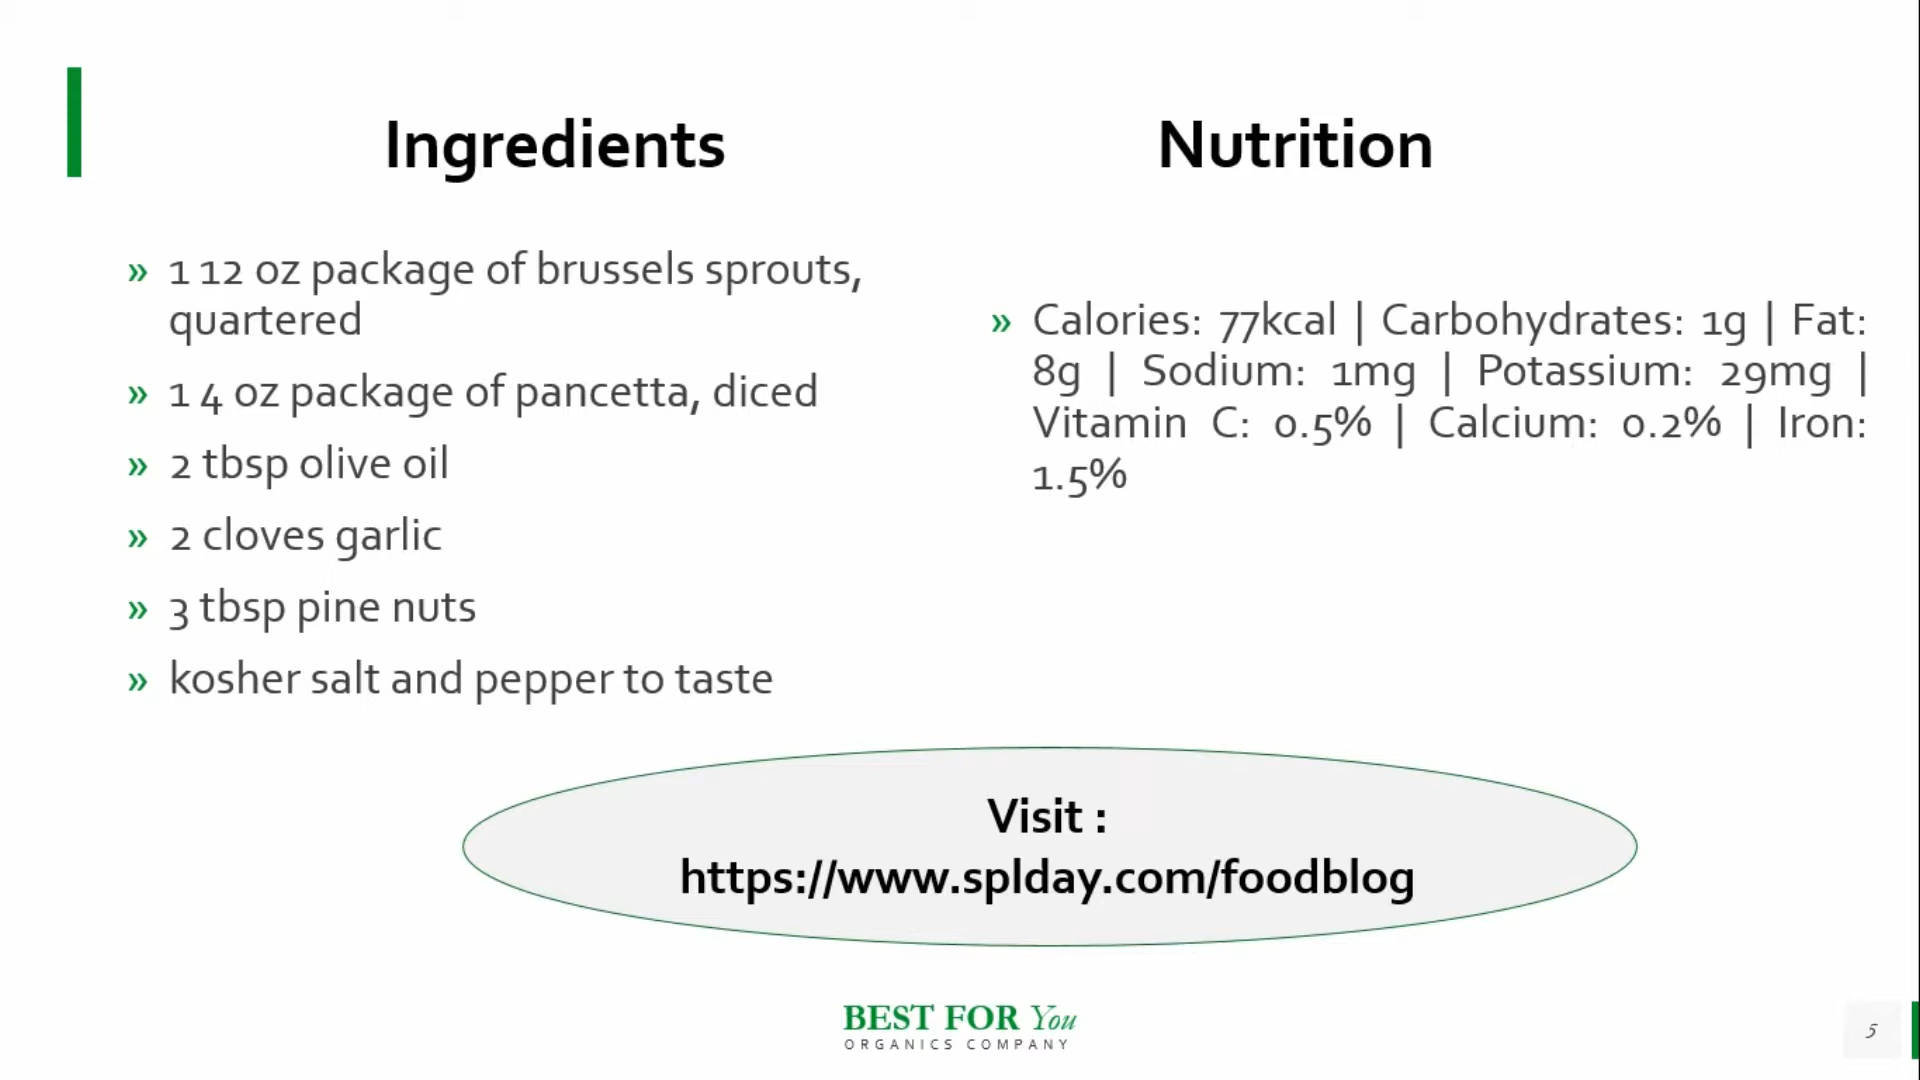 Ingredients
» 1 12 oz package of brussels sprouts,
quartered
» 1 4 oz package of pancetta, diced
» 2 tbsp olive oil
» 2 cloves garlic
» 3 tbsp pine nuts
» kosher salt and pepper to taste
Nutrition
» Calories: 77kcal | Carbohydrates: 1g | Fat:
8g | Sodium: 1mg | Potassium: 29mg |
Vitamin C: 0.5% | Calcium: 0.2% | Iron:
1.5%
Visit :
https://www.splday.com/foodblog
BEST FOR You
ORGANICS COMPANY
5